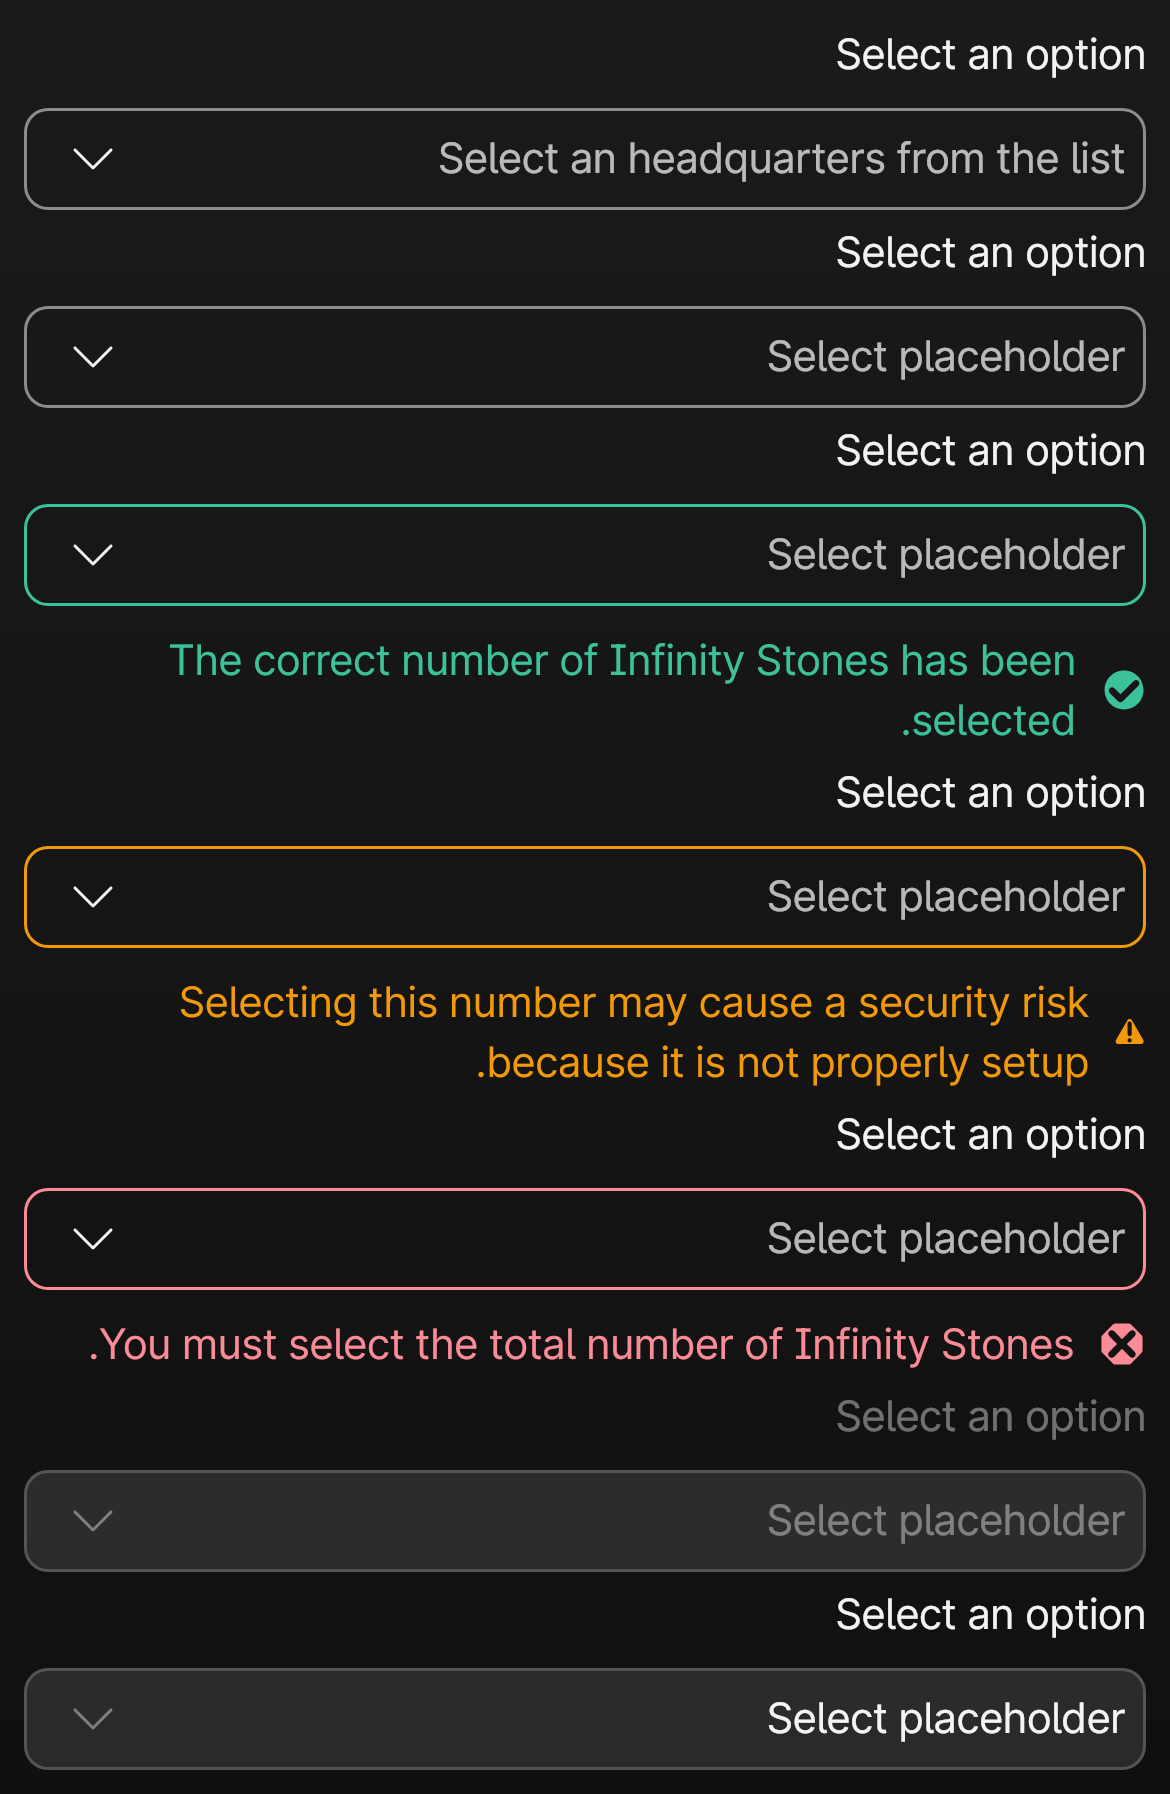 Select an option
Select an headquarters from the list
Select an option
Select placeholder
Select an option
Select placeholder
The correct number of Infinity Stones has been
.selected
Select an option
Select placeholder
Selecting this number may cause a security risk
.because it is not properly setup
Select an option
Select placeholder
.You must select the total number of Infinity Stones
Select an option
Select placeholder
Select an option
Select placeholder